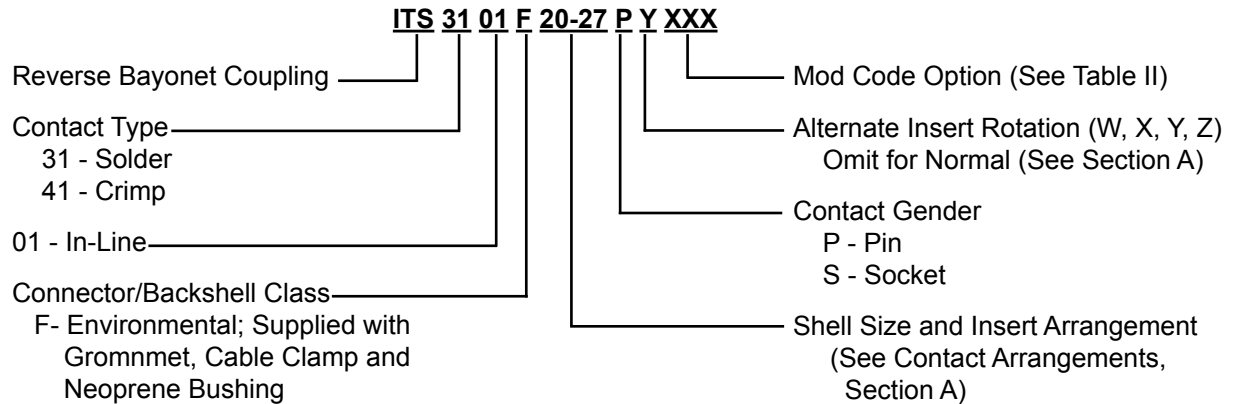 ITS 31 01 F 20-27 P Y XXX
Reverse Bayonet Coupling
Contact Type
31 - Solder
41 - Crimp
01 - In-Line
Connector/Backshell Class
F- Environmental; Supplied with
Gromnmet, Cable Clamp and
Neoprene Bushing
Mod Code Option (See Table II)
Alternate Insert Rotation (W, X, Y, Z)
Omit for Normal (See Section A)
Contact Gender
P - Pin
S - Socket
Shell Size and Insert Arrangement
(See Contact Arrangements,
Section A)